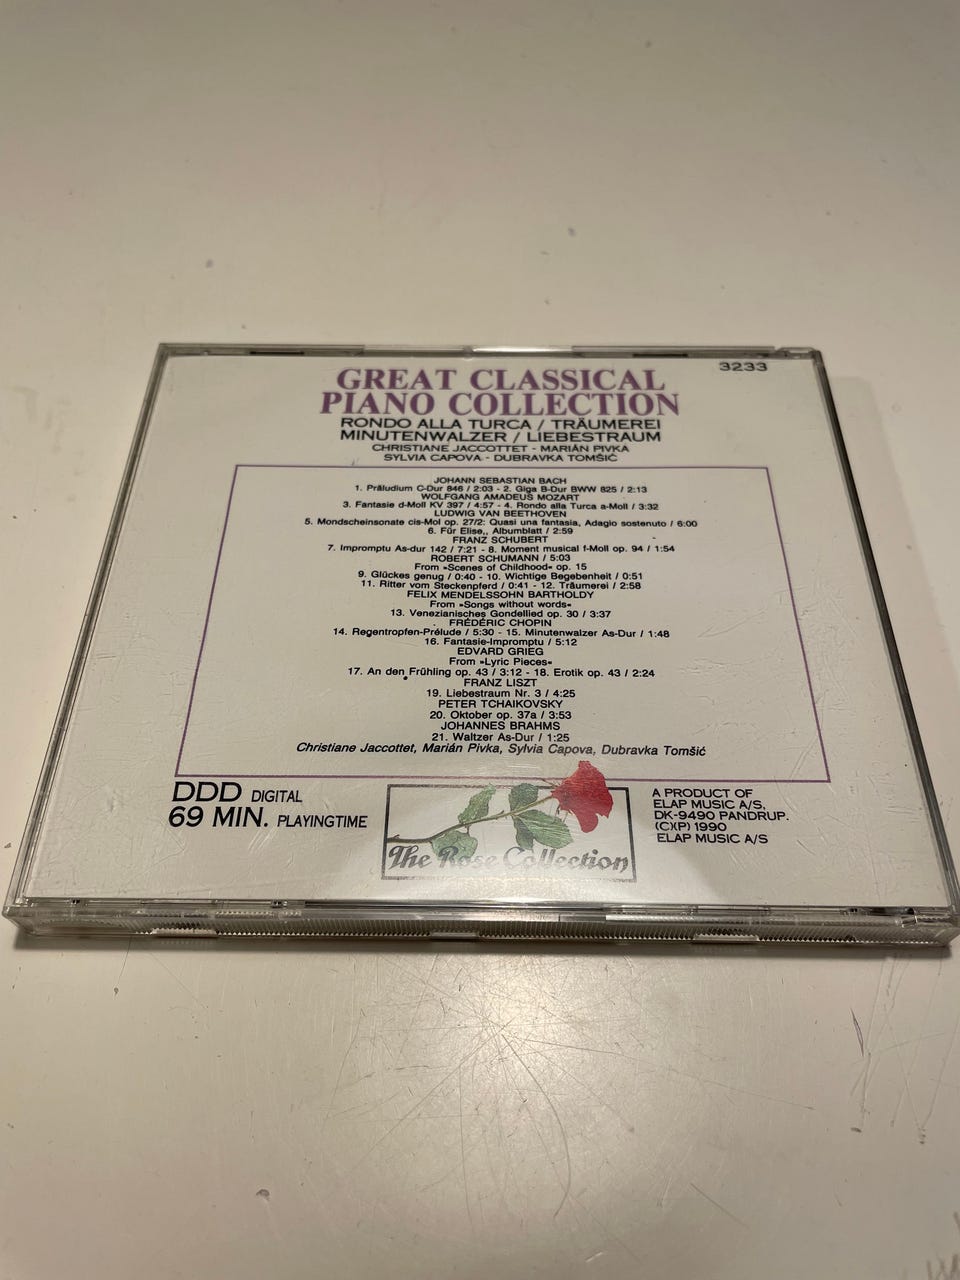 3233
GREAT CLASSICAL
PIANO COLLECTION
RONDO ALLA TURCA / TRÄUMEREI
MINUTENWALZER / LIEBESTRAUM
CHRISTIANE JACCOTTET - MARIÁN PIVKA
SYLVIA CAPOVA - DUBRAVKA TOMŠIČ
JOHANN SEBASTIAN BACH
1. Präludium C-Dur 846 / 2:03 - 2. Giga B-Dur BWW 825 / 2:13
WOLFGANG AMADEUS MOZART
3. Fantasie d-Moll KV 397 / 4:57 - 4. Rondo alla Turca a-Moll / 3:32
LUDWIG VAN BEETHOVEN
5. Mondscheinsonate cis-Mol op. 27/2: Quasi una fantasia, Adagio sostenuto / 6:00
6. Für Elise,, Albumblatt / 2:59
FRANZ SCHUBERT
7. Impromptu As-dur 142 / 7:21 - 8. Moment musical f-Moll op. 94 / 1:54
ROBERT SCHUMANN / 5:03
From »Scenes of Childhood« op. 15
9. Glückes genug / 0:40 - 10. Wichtige Begebenheit / 0:51
11. Ritter vom Steckenpferd / 0:41 - 12. Träumerei / 2:58
FELIX MENDELSSOHN BARTHOLDY
From »Songs without words«
13. Venezianisches Gondellied op. 30 / 3:37
FRÉDÉRIC CHOPIN
14. Regentropfen-Prélude / 5:30 - 15. Minutenwalzer As-Dur / 1:48
16. Fantasie-Impromptu / 5:12
EDVARD GRIEG
From »Lyric Pieces«
17. An den Frühling op. 43 / 3:12 - 18. Erotik op. 43 / 2:24
FRANZ LISZT
19. Liebestraum Nr. 3 / 4:25
PETER TCHAIKOVSKY
20. Oktober op. 37a / 3:53
JOHANNES BRAHMS
21. Waltzer As-Dur / 1:25
Christiane Jaccottet, Marián Pivka, Sylvia Capova, Dubravka Tomšič
DDD DIGITAL
69 MIN. PLAYINGTIME
The Rose Collection
A PRODUCT OF
ELAP MUSIC A/S,
DK-9490 PANDRUP.
(C)(P) 1990
ELAP MUSIC A/S